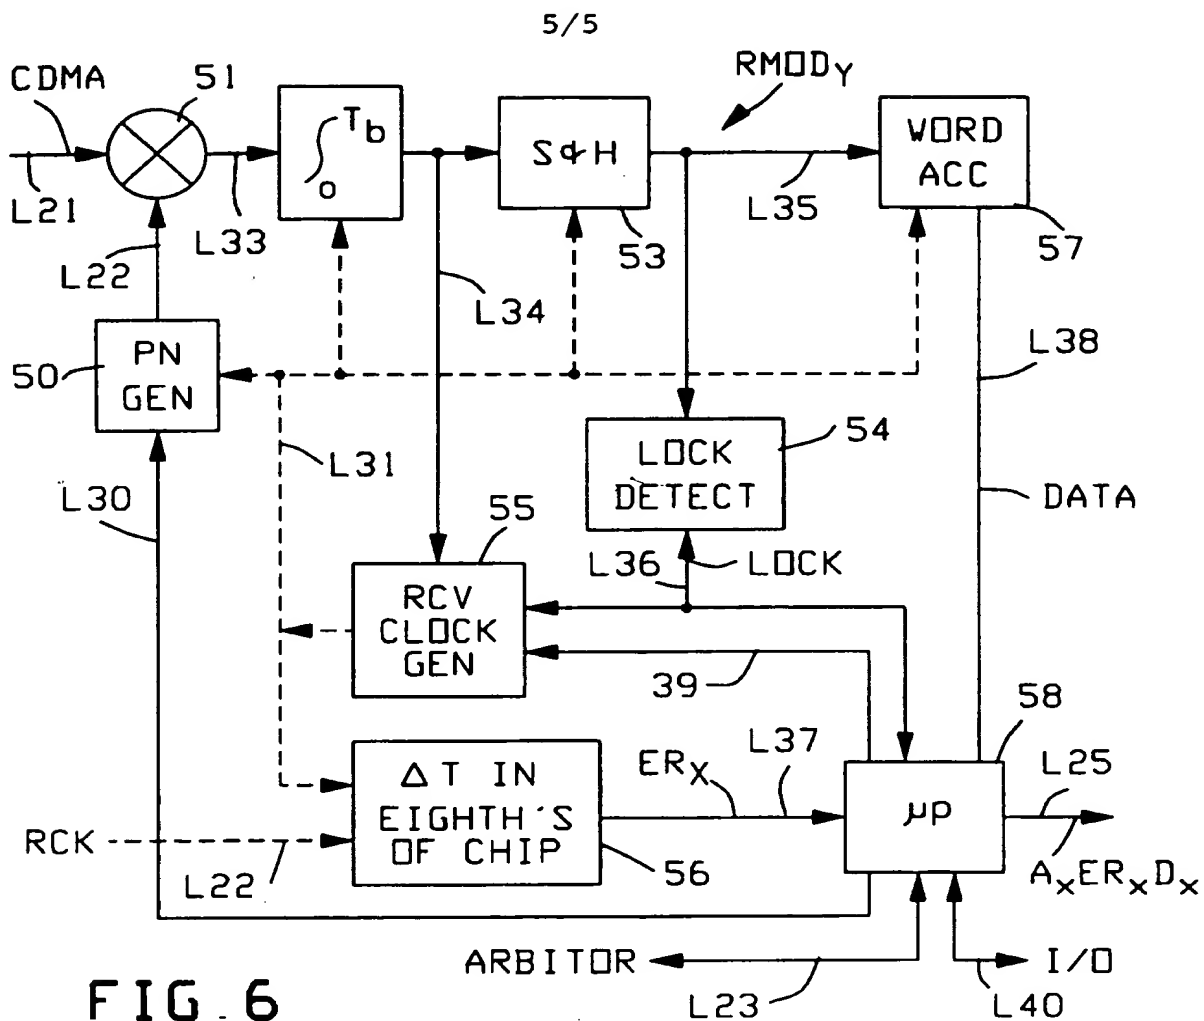 5/5
CDMA
51
RMODY
L21
L33
∫ Tb
o
S&H
WORD
ACC
L35
53
57
L22
L34
L38
50
PN
GEN
L31
L30
LOCK
DETECT
54
DATA
55
L36
LOCK
RCV
CLOCK
GEN
39
58
ΔT IN
EIGHTH'S
OF CHIP
56
ERX
L37
µP
L25
AxERxDx
RCK
L22
ARBITOR
I/O
L23
L40
FIG. 6